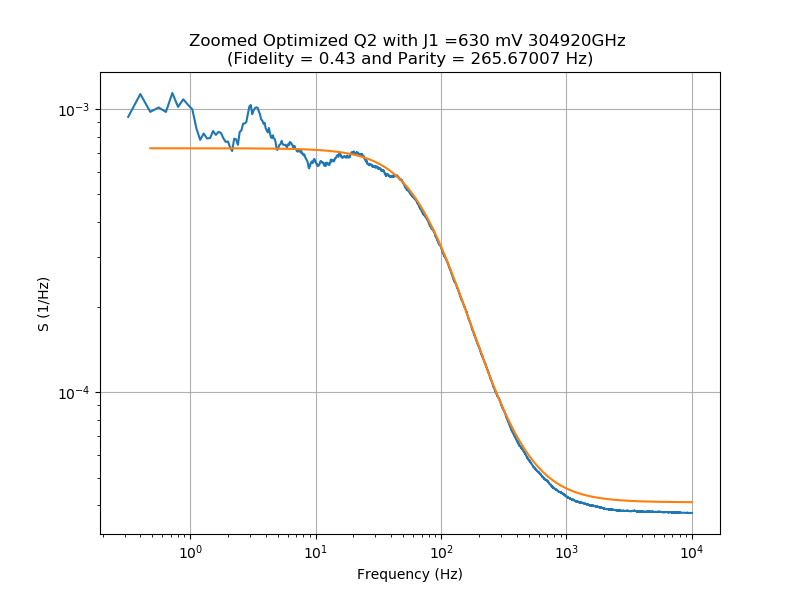 Zoomed Optimized Q2 with J1 =630 mV 304920GHz
(Fidelity = 0.43 and Parity = 265.67007 Hz)
S (1/Hz)
10⁻³
10⁻⁴
10⁰ 10¹ 10² 10³ 10⁴
Frequency (Hz)